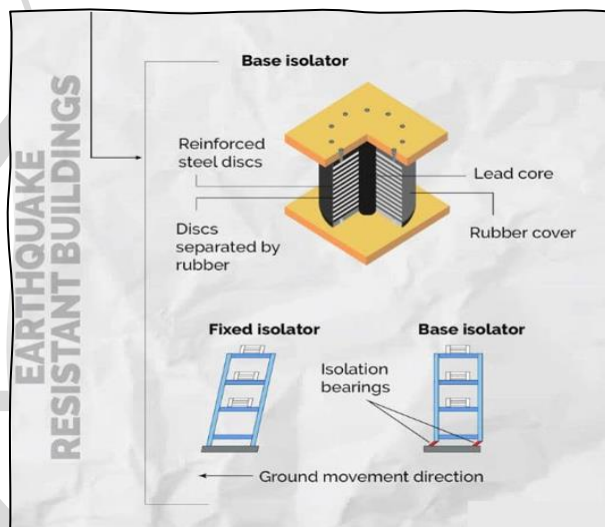 EARTHQUAKE
RESISTANT BUILDINGS
Base isolator
Reinforced
steel discs
Lead core
Discs
separated by
rubber
Rubber cover
Fixed isolator
Base isolator
Isolation
bearings
Ground movement direction